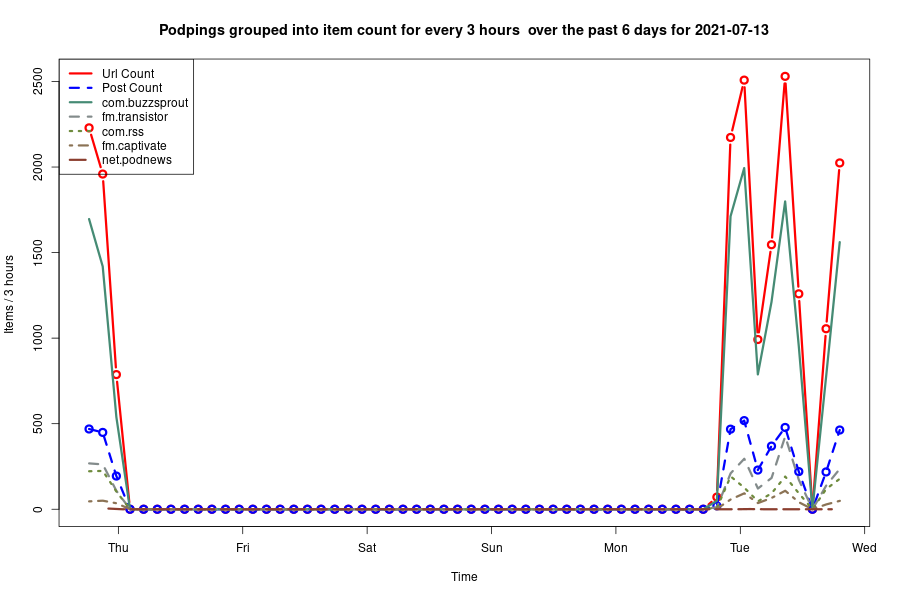 Podpings grouped into item count for every 3 hours  over the past 6 days for 2021-07-13
Url Count
Post Count
com.buzzsprout
fm.transistor
com.rss
fm.captivate
net.podnews
2500
2000
1500
1000
500
0
Items / 3 hours
Thu Fri Sat Sun Mon Tue Wed
Time